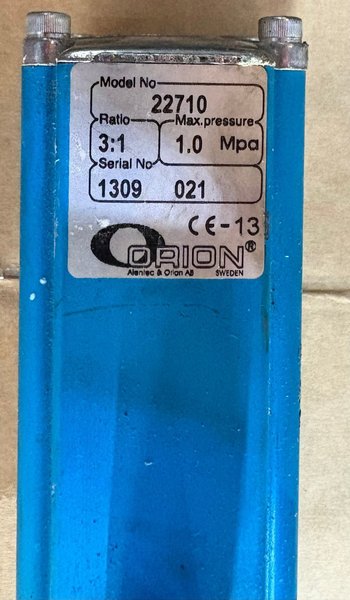 Model No
22710
Ratio Max.pressure
3:1 1.0 Mpa
Serial No
1309 021
CE-13
ORION®
Alentec & Orion AB SWEDEN